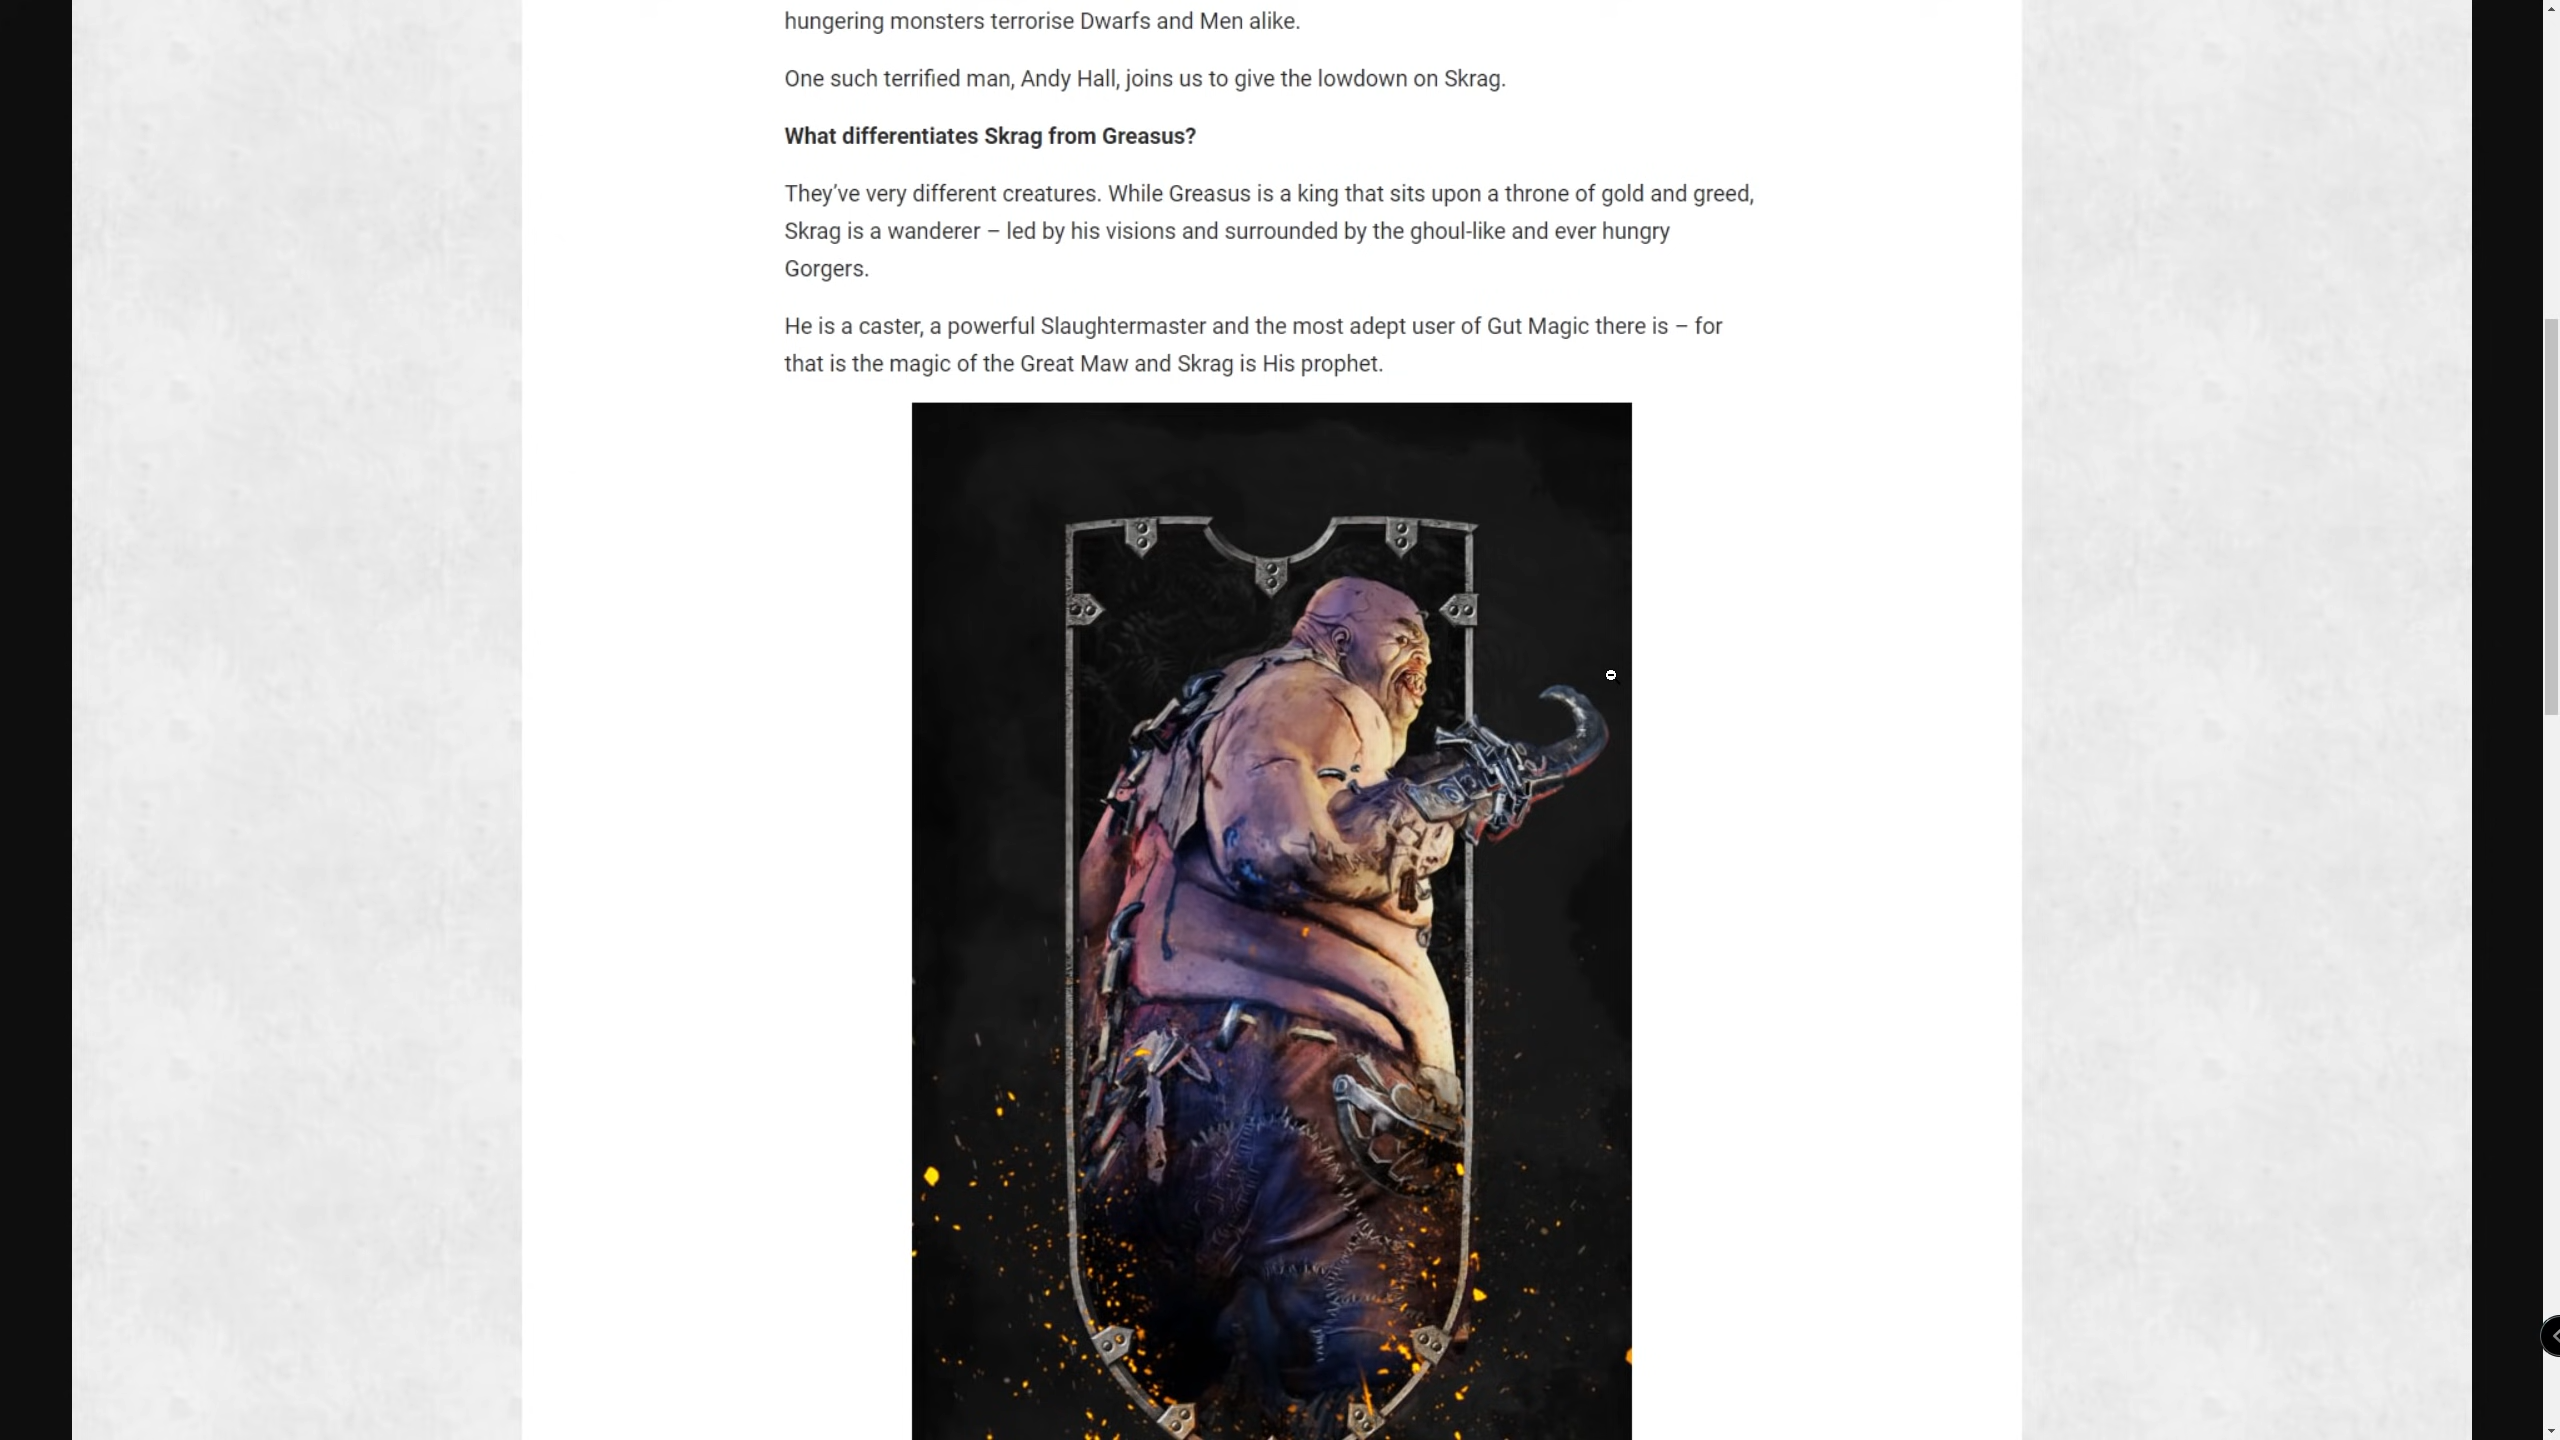 hungering monsters terrorise Dwarfs and Men alike.
One such terrified man, Andy Hall, joins us to give the lowdown on Skrag.
What differentiates Skrag from Greasus?
They’ve very different creatures. While Greasus is a king that sits upon a throne of gold and greed,
Skrag is a wanderer – led by his visions and surrounded by the ghoul-like and ever hungry
Gorgers.
He is a caster, a powerful Slaughtermaster and the most adept user of Gut Magic there is – for
that is the magic of the Great Maw and Skrag is His prophet.